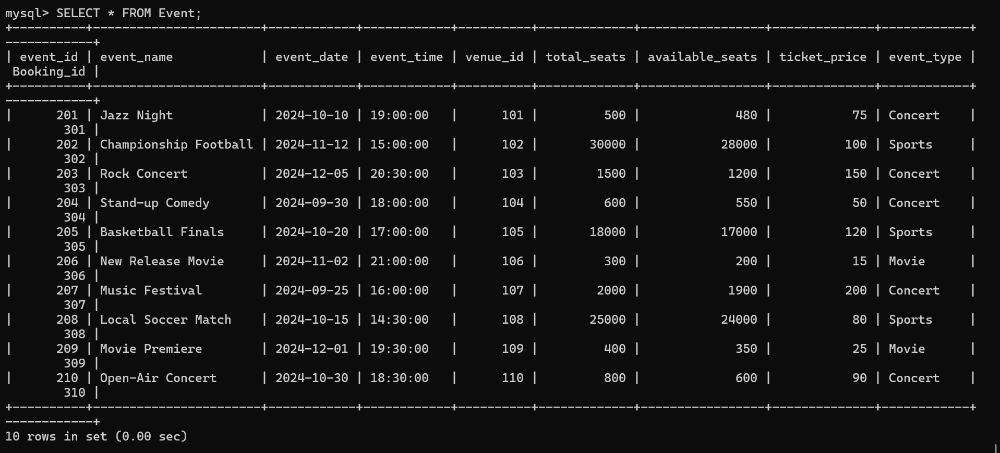 mysql> SELECT * FROM Event;
+----------+-----------------------+------------+------------+----------+-------------+-----------------+--------------+------------+
------------+
| event_id | event_name            | event_date | event_time | venue_id | total_seats | available_seats | ticket_price | event_type |
 Booking_id |
+----------+-----------------------+------------+------------+----------+-------------+-----------------+--------------+------------+
------------+
|      201 | Jazz Night            | 2024-10-10 | 19:00:00   |      101 |         500 |             480 |           75 | Concert    |
        301 |
|      202 | Championship Football | 2024-11-12 | 15:00:00   |      102 |       30000 |           28000 |          100 | Sports     |
        302 |
|      203 | Rock Concert          | 2024-12-05 | 20:30:00   |      103 |        1500 |            1200 |          150 | Concert    |
        303 |
|      204 | Stand-up Comedy       | 2024-09-30 | 18:00:00   |      104 |         600 |             550 |           50 | Concert    |
        304 |
|      205 | Basketball Finals     | 2024-10-20 | 17:00:00   |      105 |       18000 |           17000 |          120 | Sports     |
        305 |
|      206 | New Release Movie     | 2024-11-02 | 21:00:00   |      106 |         300 |             200 |           15 | Movie      |
        306 |
|      207 | Music Festival        | 2024-09-25 | 16:00:00   |      107 |        2000 |            1900 |          200 | Concert    |
        307 |
|      208 | Local Soccer Match    | 2024-10-15 | 14:30:00   |      108 |       25000 |           24000 |           80 | Sports     |
        308 |
|      209 | Movie Premiere        | 2024-12-01 | 19:30:00   |      109 |         400 |             350 |           25 | Movie      |
        309 |
|      210 | Open-Air Concert      | 2024-10-30 | 18:30:00   |      110 |         800 |             600 |           90 | Concert    |
        310 |
+----------+-----------------------+------------+------------+----------+-------------+-----------------+--------------+------------+
------------+
10 rows in set (0.00 sec)